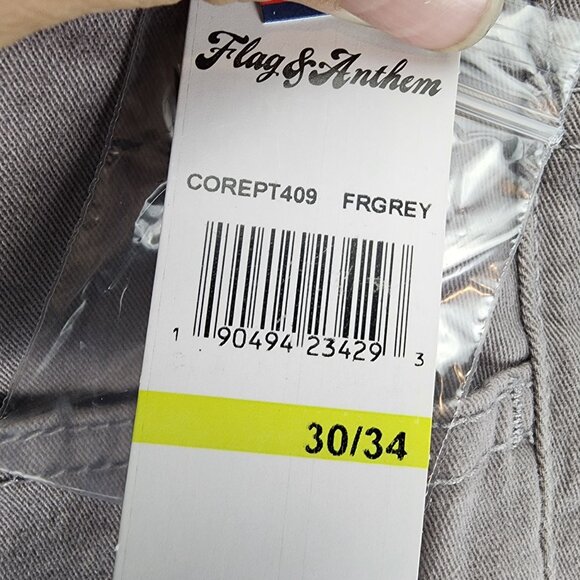 Flag & Anthem
COREPT409 FRGREY
1 90494 23429 3
30/34